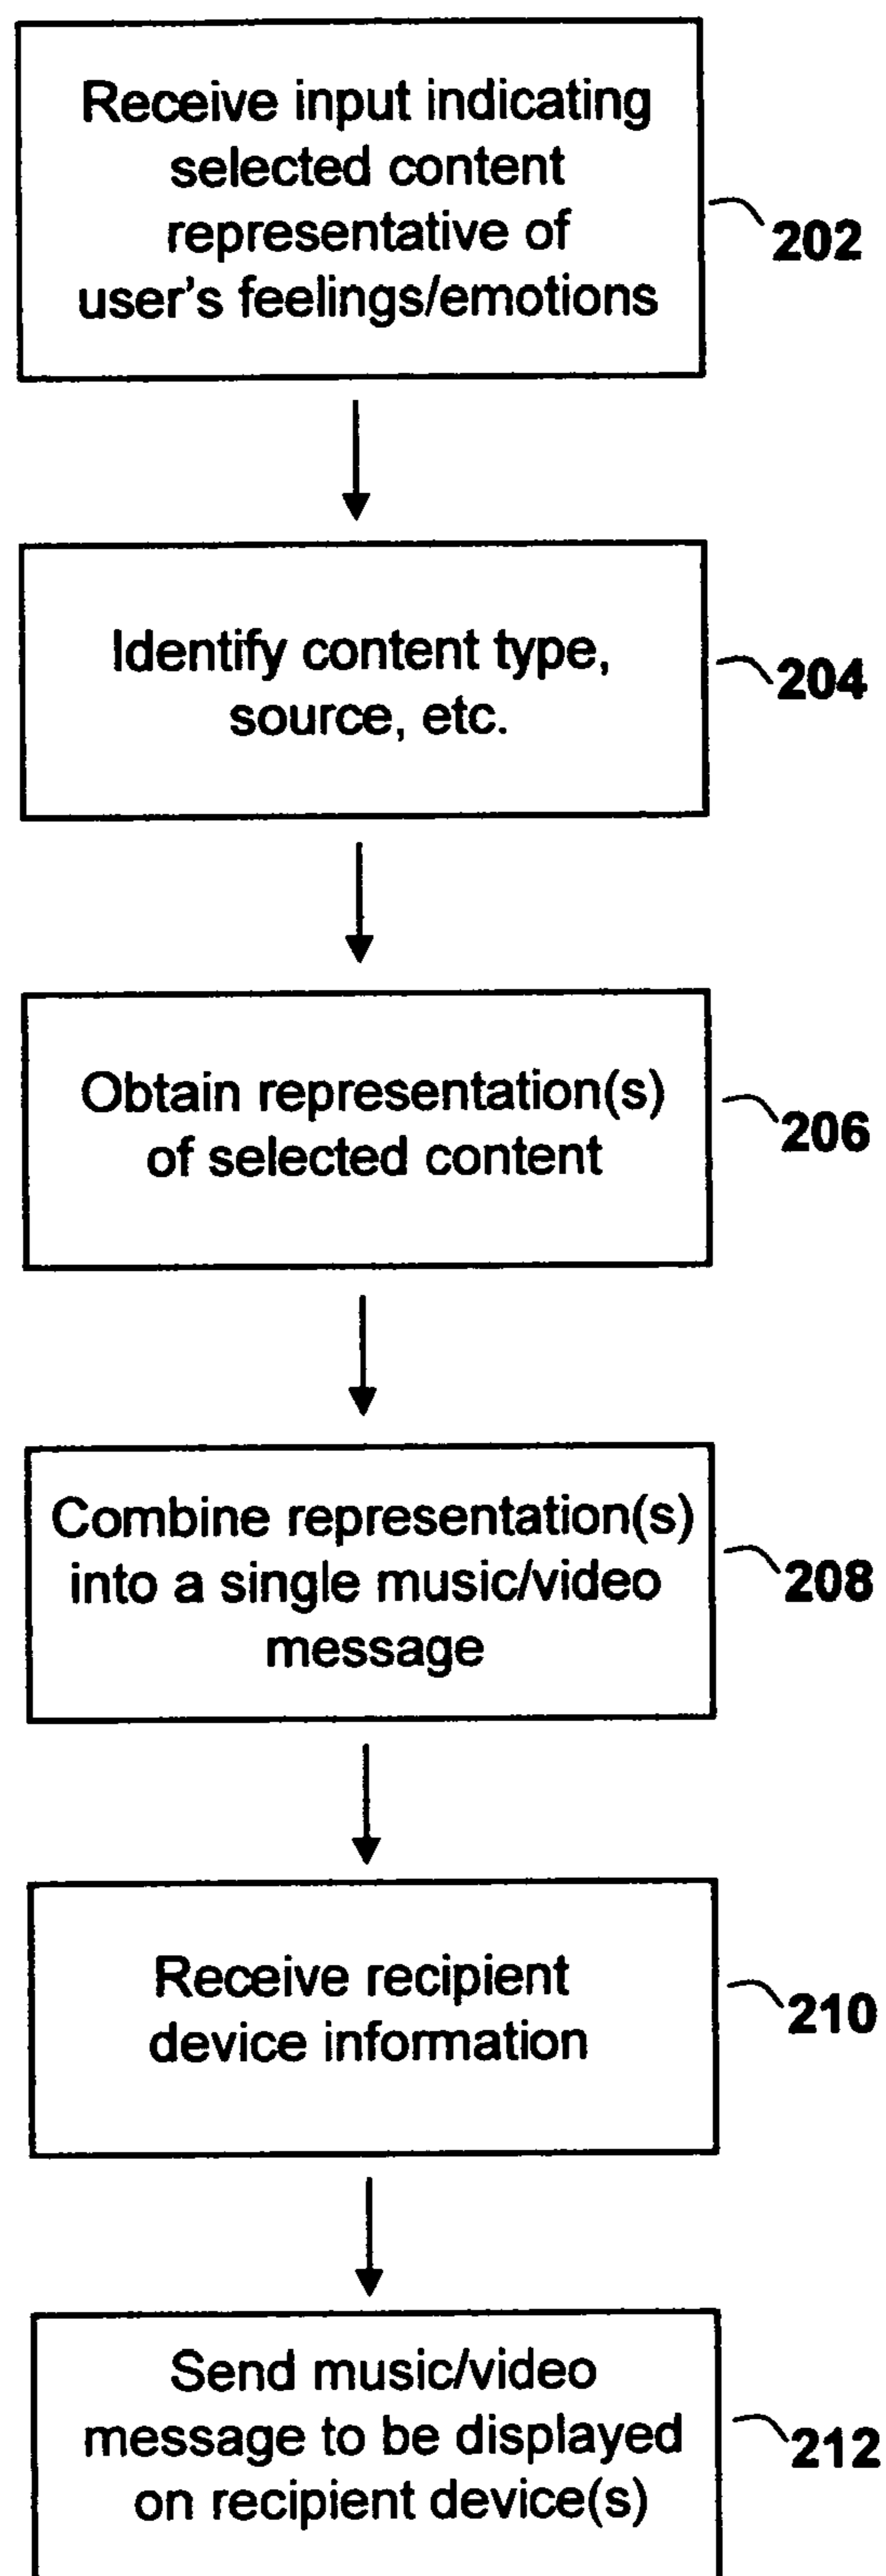 Receive input indicating
selected content
representative of
user's feelings/emotions
202
Identify content type,
source, etc.
204
Obtain representation(s)
of selected content
206
Combine representation(s)
into a single music/video
message
208
Receive recipient
device information
210
Send music/video
message to be displayed
on recipient device(s)
212